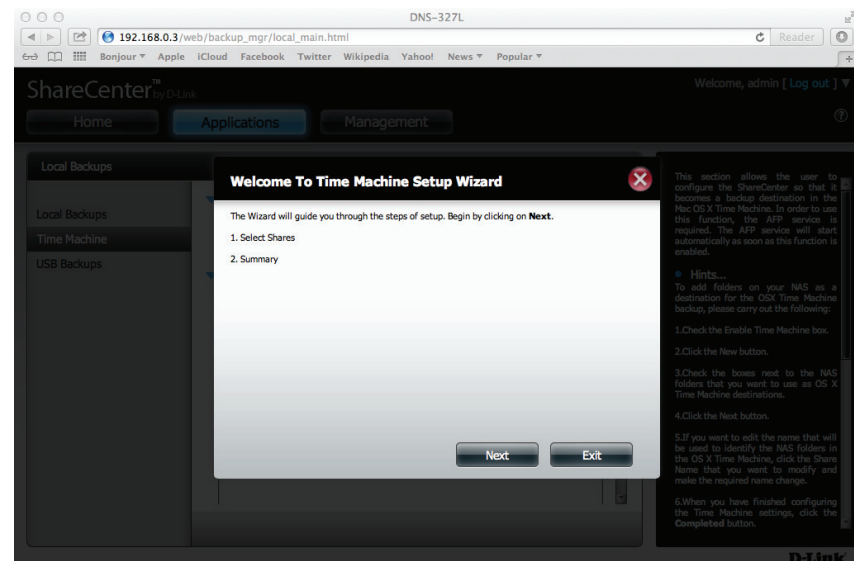 DNS-327L
192.168.0.3/web/backup_mgr/local_main.html
Reader
Bonjour Apple iCloud Facebook Twitter Wikipedia Yahoo! News Popular
ShareCenter™ by D-Link
Welcome, admin [ Log out ]
Home Applications Management
Local Backups
Local Backups
Time Machine
USB Backups
Welcome To Time Machine Setup Wizard
The Wizard will guide you through the steps of setup. Begin by clicking on Next.
1. Select Shares
2. Summary
Next Exit
This section allows the user to
configure the ShareCenter so that it
becomes a backup destination in the
Mac OS X Time Machine. In order to use
this function, the AFP service is
required. The AFP service will start
automatically as soon as this function is
enabled.
Hints...
To add folders on your NAS as a
destination for the OSX Time Machine
backup, please carry out the following:
1.Check the Enable Time Machine box.
2.Click the New button.
3.Check the boxes next to the NAS
folders that you want to use as OS X
Time Machine destinations.
4.Click the Next button.
5.If you want to edit the name that will
be used to identify the NAS folders in
the OS X Time Machine, click the Share
Name that you want to modify and
make the required name change.
6.When you have finished configuring
the Time Machine settings, click the
Completed button.
D-Link